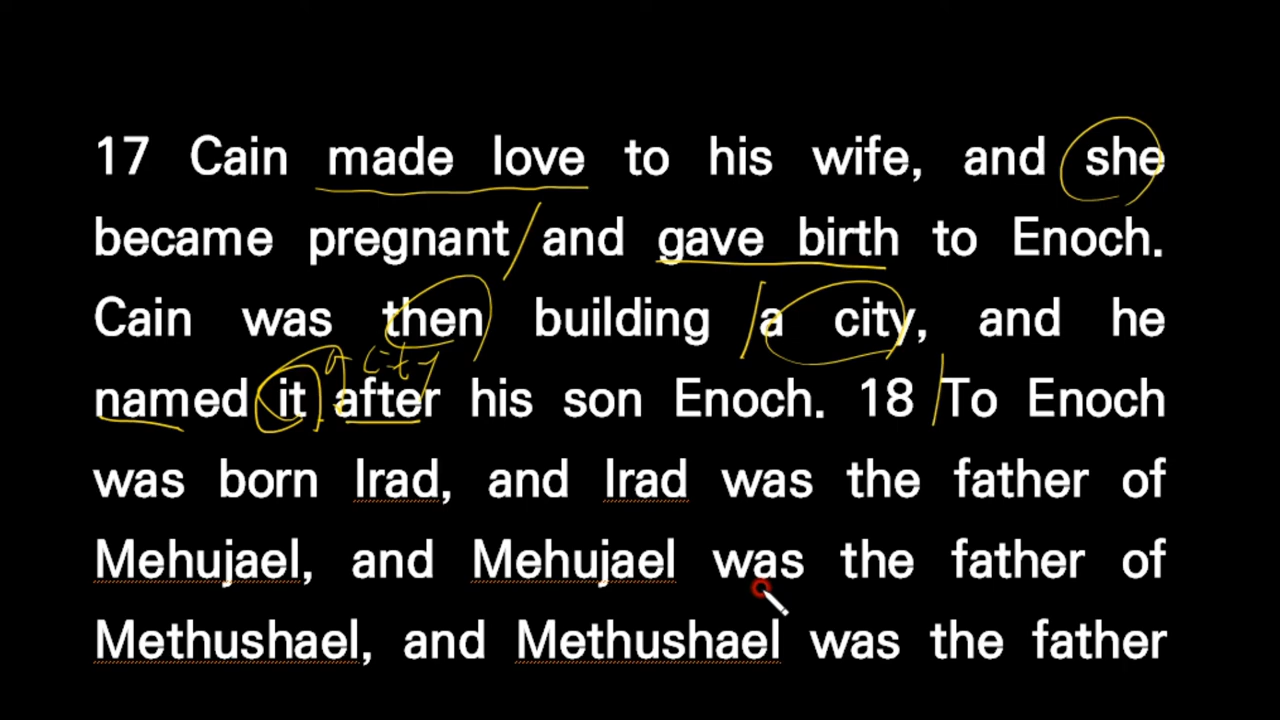 17 Cain made love to his wife, and she
became pregnant and gave birth to Enoch.
Cain was then building a city, and he
a city
named it after his son Enoch. 18 To Enoch
was born Irad, and Irad was the father of
Mehujael, and Mehujael was the father of
Methushael, and Methushael was the father